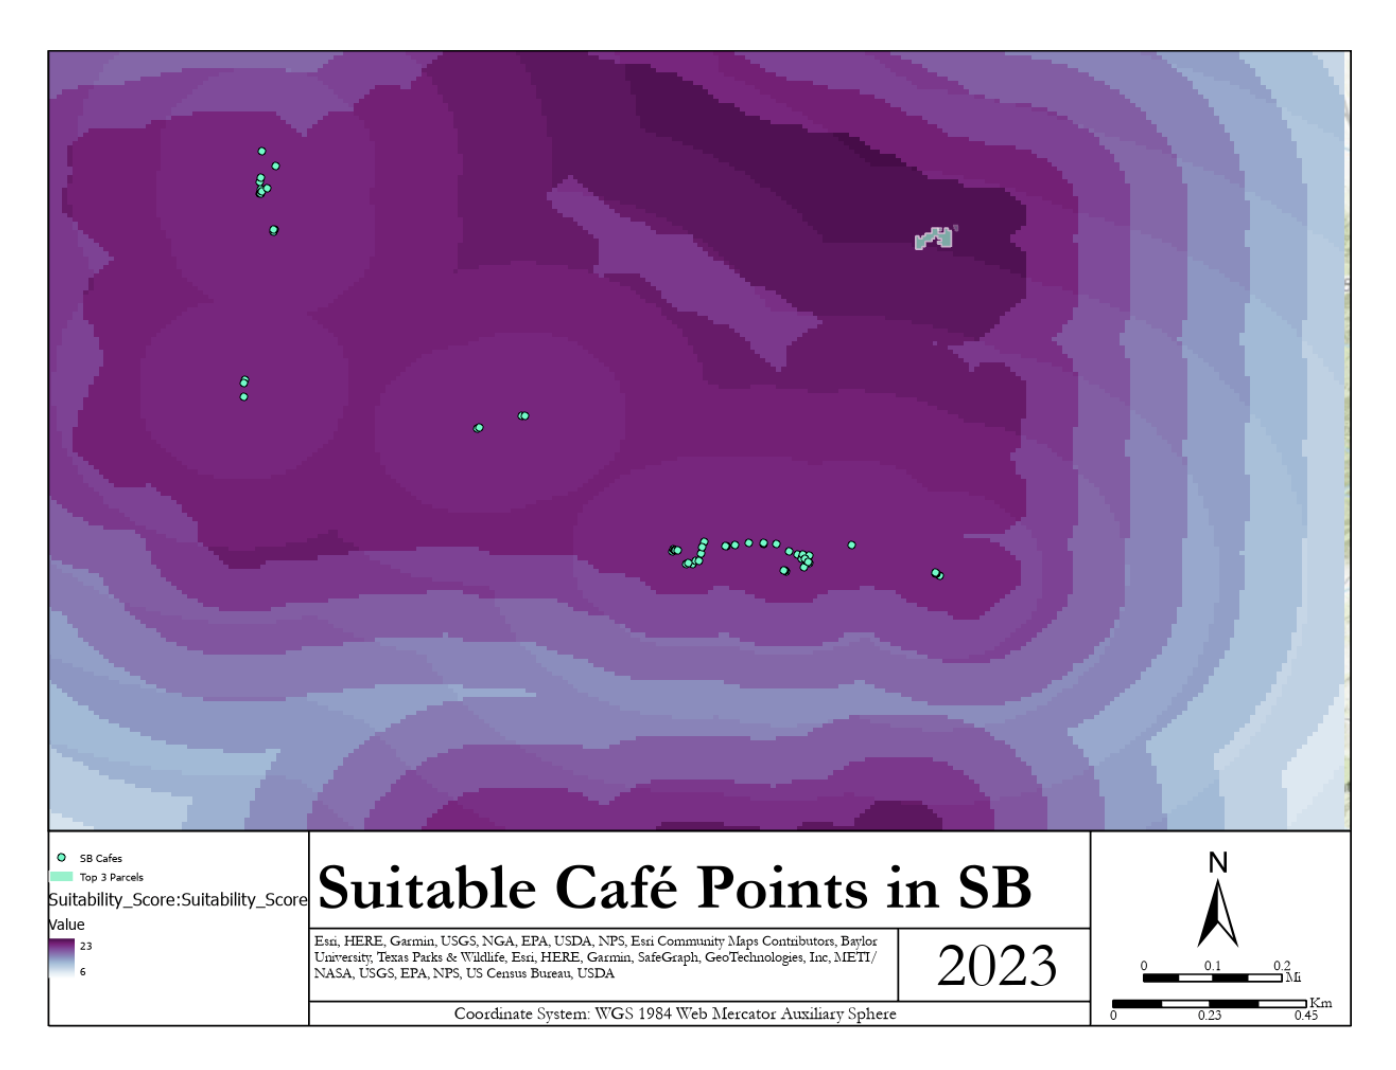 SB Cafes
Top 3 Parcels
Suitability_Score:Suitability_Score
Value
23
6
Suitable Café Points in SB
Esri, HERE, Garmin, USGS, NGA, EPA, USDA, NPS, Esri Community Maps Contributors, Baylor
University, Texas Parks & Wildlife, Esri, HERE, Garmin, SafeGraph, GeoTechnologies, Inc, METI/
NASA, USGS, EPA, NPS, US Census Bureau, USDA
2023
Coordinate System: WGS 1984 Web Mercator Auxiliary Sphere
N
0 0.1 0.2
Mi
Km
0 0.23 0.45